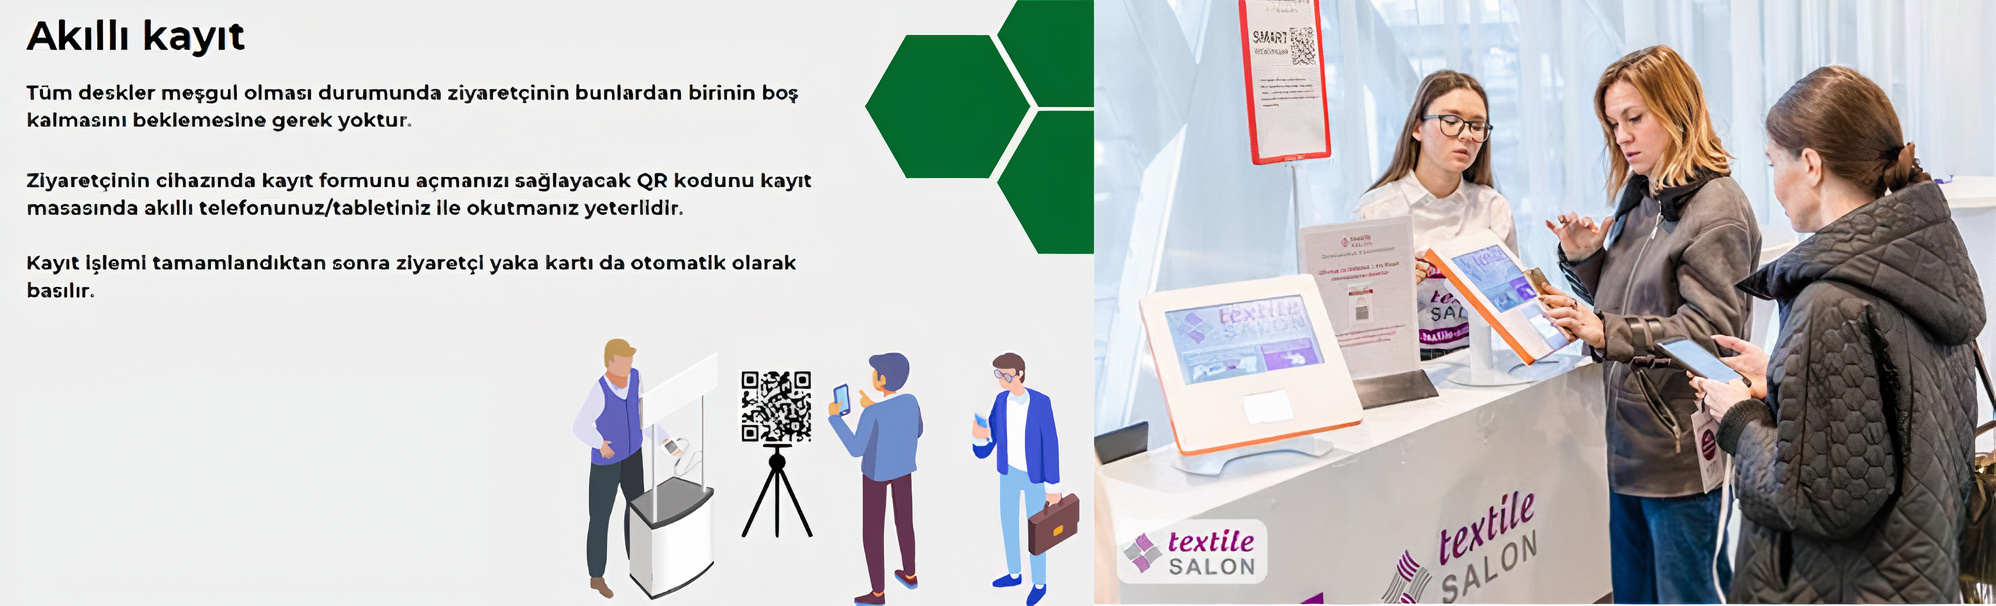 Akıllı kayıt
Tüm deskler meşgul olması durumunda ziyaretçinin bunlardan birinin boş
kalmasını beklemesine gerek yoktur.
Ziyaretçinin cihazında kayıt formunu açmanızı sağlayacak QR kodunu kayıt
masasında akıllı telefonunuz/tabletiniz ile okutmanız yeterlidir.
Kayıt işlemi tamamlandıktan sonra ziyaretçi yaka kartı da otomatik olarak
basılır.
SMART
textile
SALON
textile
SALON
textile
SALON